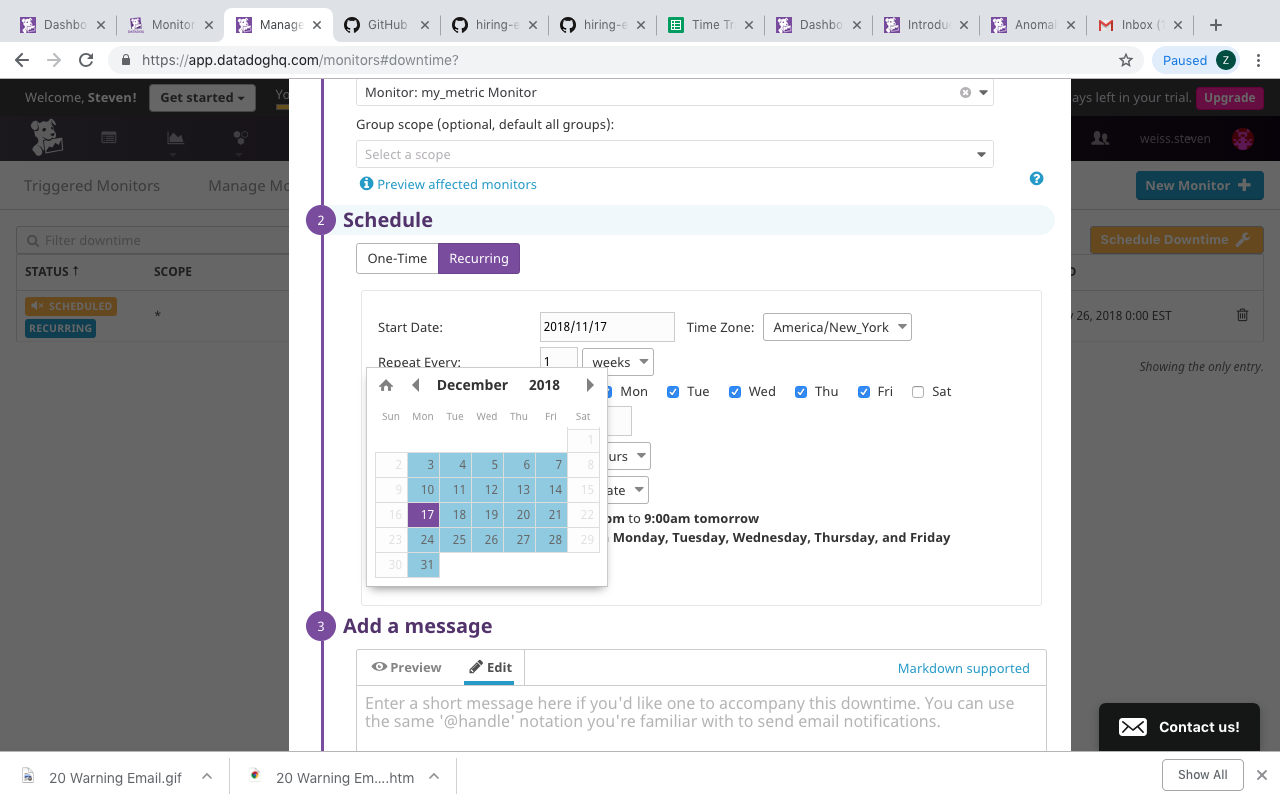 Dashbo
Monitor
Manage
GitHub
hiring-e
hiring-e
Time Tr
Dashbo
Introdu
Anomal
Inbox (1
https://app.datadoghq.com/monitors#downtime?
Paused
Z
Welcome, Steven!
Get started
Yo
ays left in your trial.
Upgrade
Monitor: my_metric Monitor
Group scope (optional, default all groups):
weiss.steven
Select a scope
Triggered Monitors
Manage Mo
Preview affected monitors
New Monitor
2
Schedule
Filter downtime
Schedule Downtime
One-Time
Recurring
STATUS
SCOPE
D
SCHEDULED
RECURRING
*
y 26, 2018 0:00 EST
Start Date:
2018/11/17
Time Zone:
America/New_York
Repeat Every:
1
weeks
Showing the only entry.
December 2018
Mon
Tue
Wed
Thu
Fri
Sat
Sun Mon Tue Wed Thu Fri Sat
1
2 3 4 5 6 7 8
urs
9 10 11 12 13 14 15
ate
16 17 18 19 20 21 22
pm to 9:00am tomorrow
23 24 25 26 27 28 29
Monday, Tuesday, Wednesday, Thursday, and Friday
30 31
3
Add a message
Preview
Edit
Markdown supported
Enter a short message here if you'd like one to accompany this downtime. You can use
the same '@handle' notation you're familiar with to send email notifications.
Contact us!
20 Warning Email.gif
20 Warning Em....htm
Show All